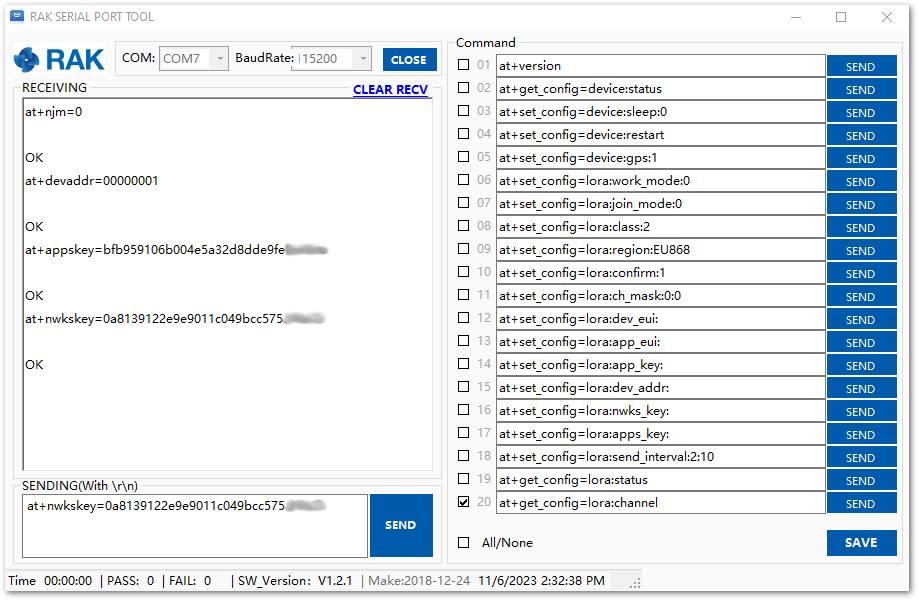 RAK SERIAL PORT TOOL
RAK
COM: COM7 BaudRate: 115200 CLOSE
RECEIVING CLEAR RECV
at+njm=0
OK
at+devaddr=00000001
OK
at+appskey=bfb959106b004e5a32d8dde9fe
OK
at+nwkskey=0a8139122e9e9011c049bcc575
OK
SENDING(With \r\n)
at+nwkskey=0a8139122e9e9011c049bcc575
SEND
Command
01 at+version SEND
02 at+get_config=device:status SEND
03 at+set_config=device:sleep:0 SEND
04 at+set_config=device:restart SEND
05 at+set_config=device:gps:1 SEND
06 at+set_config=lora:work_mode:0 SEND
07 at+set_config=lora:join_mode:0 SEND
08 at+set_config=lora:class:2 SEND
09 at+set_config=lora:region:EU868 SEND
10 at+set_config=lora:confirm:1 SEND
11 at+set_config=lora:ch_mask:0:0 SEND
12 at+set_config=lora:dev_eui: SEND
13 at+set_config=lora:app_eui: SEND
14 at+set_config=lora:app_key: SEND
15 at+set_config=lora:dev_addr: SEND
16 at+set_config=lora:nwks_key: SEND
17 at+set_config=lora:apps_key: SEND
18 at+set_config=lora:send_interval:2:10 SEND
19 at+get_config=lora:status SEND
20 at+get_config=lora:channel SEND
All/None SAVE
Time 00:00:00 | PASS: 0 | FAIL: 0 | SW_Version: V1.2.1 | Make:2018-12-24 11/6/2023 2:32:38 PM